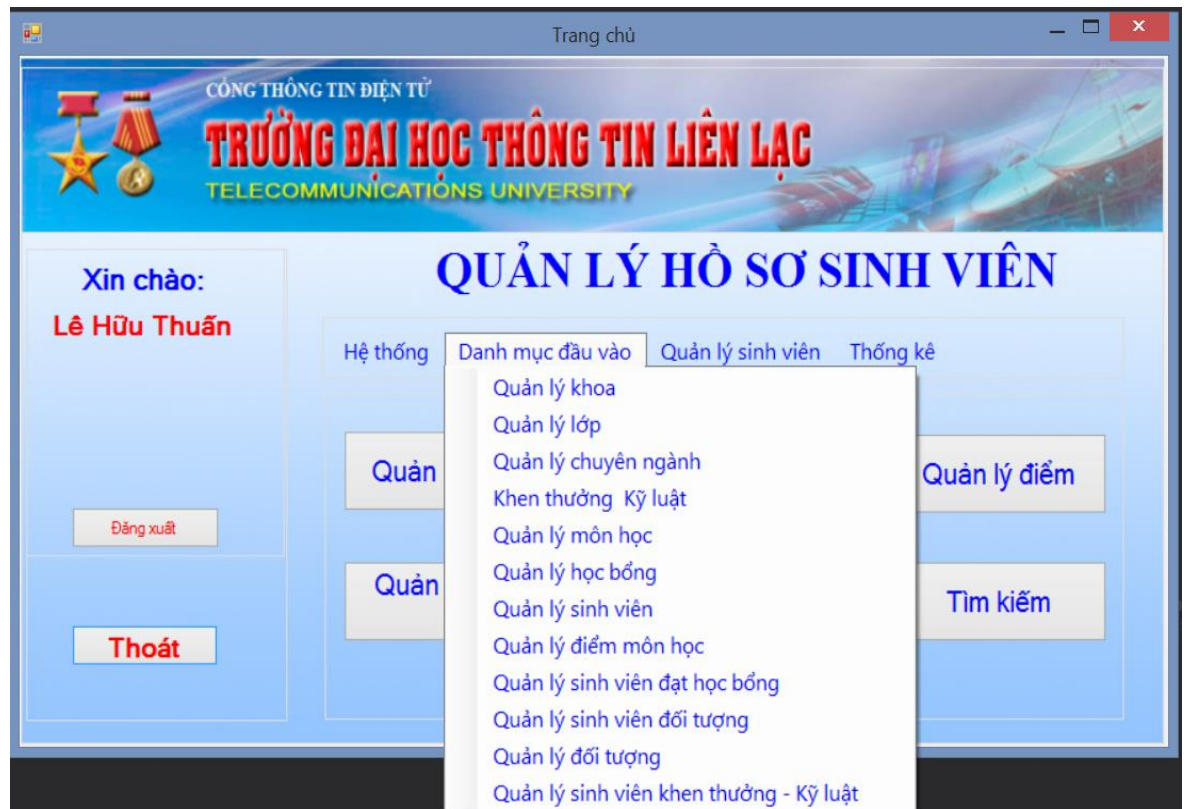 Trang chủ
CỔNG THÔNG TIN ĐIỆN TỬ
TRƯỜNG ĐẠI HỌC THÔNG TIN LIÊN LẠC
TELECOMMUNICATIONS UNIVERSITY
Xin chào:
Lê Hữu Thuấn
Đăng xuất
Thoát
QUẢN LÝ HỒ SƠ SINH VIÊN
Hệ thống Danh mục đầu vào Quản lý sinh viên Thống kê
Quản lý khoa
Quản lý lớp
Quản lý chuyên ngành
Khen thưởng Kỹ luật
Quản lý môn học
Quản lý học bổng
Quản lý sinh viên
Quản lý điểm môn học
Quản lý sinh viên đạt học bổng
Quản lý sinh viên đối tượng
Quản lý đối tượng
Quản lý sinh viên khen thưởng - Kỹ luật
Quản
Quản lý điểm
Quản
Tìm kiếm